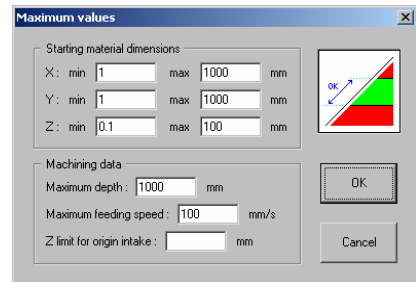 Maximum values
Starting material dimensions
X: min 1 max 1000 mm
Y: min 1 max 1000 mm
Z: min 0.1 max 100 mm
OK
Machining data
Maximum depth : 1000 mm
Maximum feeding speed : 100 mm/s
Z limit for origin intake : mm
OK
Cancel